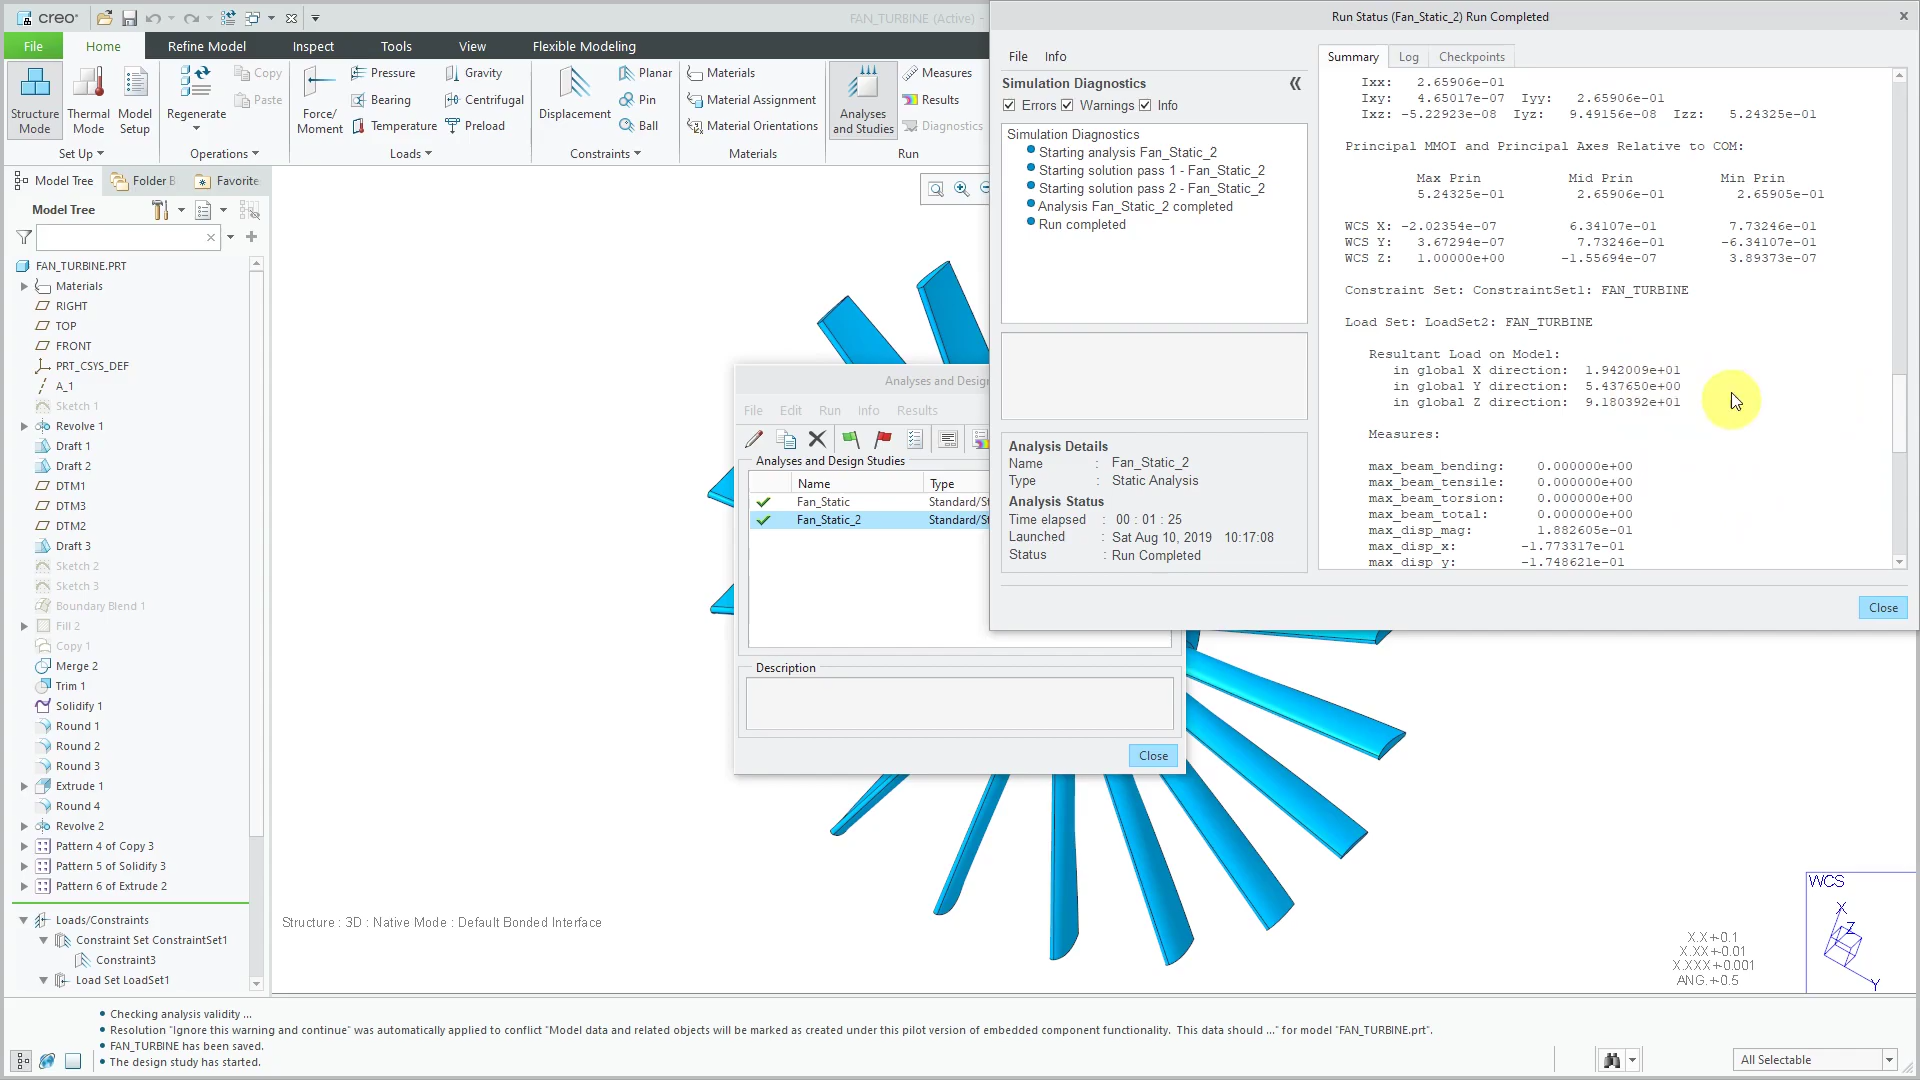 creo
FAN_TURBINE (Active) -
File
Home
Refine Model
Inspect
Tools
View
Flexible Modeling
Structure
Mode
Thermal
Mode
Model
Setup
Set Up
Regenerate
Copy
Paste
Operations
Force/
Moment
Pressure
Bearing
Temperature
Gravity
Centrifugal
Preload
Loads
Displacement
Planar
Pin
Ball
Constraints
Materials
Material Assignment
Material Orientations
Materials
Analyses
and Studies
Measures
Results
Diagnostics
Run
Model Tree
Folder B
Favorite
Model Tree
FAN_TURBINE.PRT
Materials
RIGHT
TOP
FRONT
PRT_CSYS_DEF
A_1
Sketch 1
Revolve 1
Draft 1
Draft 2
DTM1
DTM3
DTM2
Draft 3
Sketch 2
Sketch 3
Boundary Blend 1
Fill 2
Copy 1
Merge 2
Trim 1
Solidify 1
Round 1
Round 2
Round 3
Extrude 1
Round 4
Revolve 2
Pattern 4 of Copy 3
Pattern 5 of Solidify 3
Pattern 6 of Extrude 2
Loads/Constraints
Constraint Set ConstraintSet1
Constraint3
Load Set LoadSet1
Analyses and Desig
File Edit Run Info Results
Analyses and Design Studies
Name Type
Fan_Static Standard/St
Fan_Static_2 Standard/St
Description
Close
Run Status (Fan_Static_2) Run Completed
File Info
Simulation Diagnostics
Errors Warnings Info
Simulation Diagnostics
Starting analysis Fan_Static_2
Starting solution pass 1 - Fan_Static_2
Starting solution pass 2 - Fan_Static_2
Analysis Fan_Static_2 completed
Run completed
Analysis Details
Name : Fan_Static_2
Type : Static Analysis
Analysis Status
Time elapsed : 00 : 01 : 25
Launched : Sat Aug 10, 2019 10:17:08
Status : Run Completed
Summary Log Checkpoints
Ixx: 2.65906e-01
Ixy: 4.65017e-07 Iyy: 2.65906e-01
Ixz: -5.22923e-08 Iyz: 9.49156e-08 Izz: 5.24325e-01
Principal MMOI and Principal Axes Relative to COM:
Max Prin Mid Prin Min Prin
5.24325e-01 2.65906e-01 2.65905e-01
WCS X: -2.02354e-07 6.34107e-01 7.73246e-01
WCS Y: 3.67294e-07 7.73246e-01 -6.34107e-01
WCS Z: 1.00000e+00 -1.55694e-07 3.89373e-07
Constraint Set: ConstraintSet1: FAN_TURBINE
Load Set: LoadSet2: FAN_TURBINE
Resultant Load on Model:
in global X direction: 1.942009e+01
in global Y direction: 5.437650e+00
in global Z direction: 9.180392e+01
Measures:
max_beam_bending: 0.000000e+00
max_beam_tensile: 0.000000e+00
max_beam_torsion: 0.000000e+00
max_beam_total: 0.000000e+00
max_disp_mag: 1.882605e-01
max_disp_x: -1.773317e-01
max_disp_y: -1.748621e-01
Close
Structure : 3D : Native Mode : Default Bonded Interface
X.X+-0.1
X.XX+-0.01
X.XXX+-0.001
ANG.+-0.5
WCS
X
Z
Y
Checking analysis validity ...
Resolution "Ignore this warning and continue" was automatically applied to conflict "Model data and related objects will be marked as created under this pilot version of embedded component functionality. This data should ..." for model "FAN_TURBINE.prt".
FAN_TURBINE has been saved.
The design study has started.
All Selectable